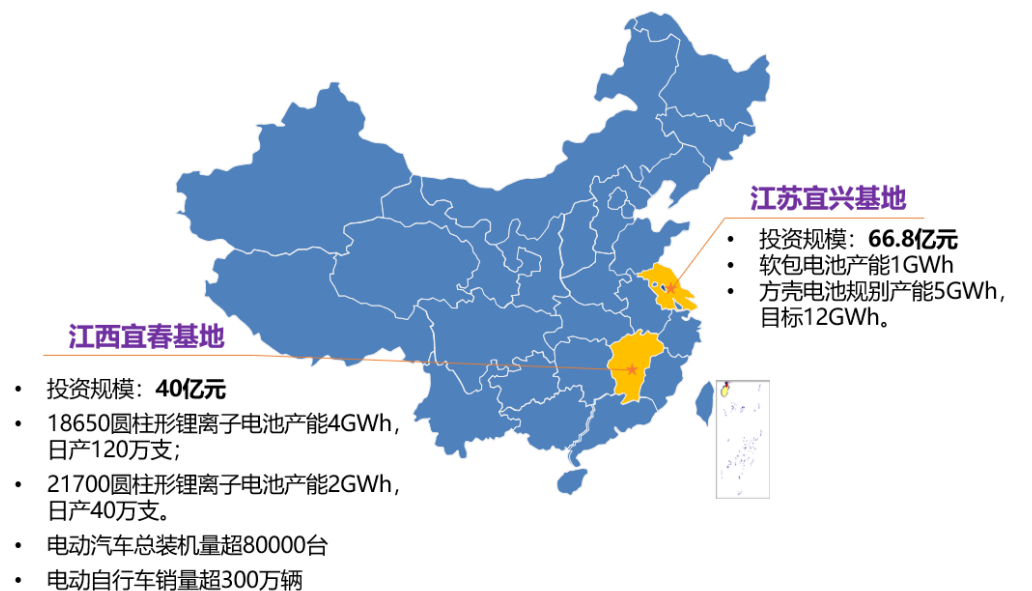 江苏宜兴基地
• 投资规模：66.8亿元
• 软包电池产能1GWh
• 方壳电池规别产能5GWh，
目标12GWh。
江西宜春基地
• 投资规模：40亿元
• 18650圆柱形锂离子电池产能4GWh，
日产120万支；
• 21700圆柱形锂离子电池产能2GWh，
日产40万支。
• 电动汽车总装机量超80000台
• 电动自行车销量超300万辆